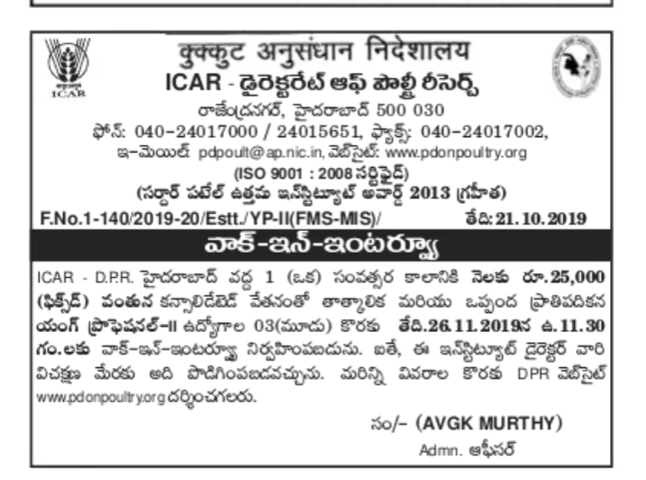 कुक्कुट अनुसंधान निदेशालय
ICAR
ICAR - డైరెక్టరేట్ ఆఫ్ పౌల్ట్రీ రీసెర్చ్
రాజేంద్రనగర్, హైదరాబాద్ 500 030
ఫోన్: 040-24017000 / 24015651, ఫ్యాక్స్: 040-24017002,
ఇ-మెయిల్ pdpoult@ap.nic.in, వెబ్‌సైట్: www.pdonpoultry.org
(ISO 9001 : 2008 సర్టిఫైడ్)
(సర్దార్ పటేల్ ఉత్తమ ఇన్‌స్టిట్యూట్ అవార్డ్ 2013 గ్రహీత)
F.No.1-140/2019-20/Estt./YP-II(FMS-MIS)/ తేది:21.10.2019
వాక్-ఇన్-ఇంటర్వ్యూ
ICAR - D.P.R. హైదరాబాద్ వద్ద 1 (ఒక) సంవత్సర కాలానికి నెలకు రూ.25,000
(ఫిక్స్‌డ్) వంతున కన్సాలిడేటెడ్ వేతనంతో తాత్కాలిక మరియు ఒప్పంద ప్రాతిపదికన
యంగ్ ప్రొఫెషనల్-II ఉద్యోగాల 03(మూడు) కొరకు తేది.26.11.2019న ఉ.11.30
గం.లకు వాక్-ఇన్-ఇంటర్వ్యూ నిర్వహింపబడును. ఐతే, ఈ ఇన్‌స్టిట్యూట్ డైరెక్టర్ వారి
విచక్షణ మేరకు అది పొడిగింపబడవచ్చును. మరిన్ని వివరాల కొరకు DPR వెబ్‌సైట్
www.pdonpoultry.org దర్శించగలరు.
సం/- (AVGK MURTHY)
Admn. ఆఫీసర్